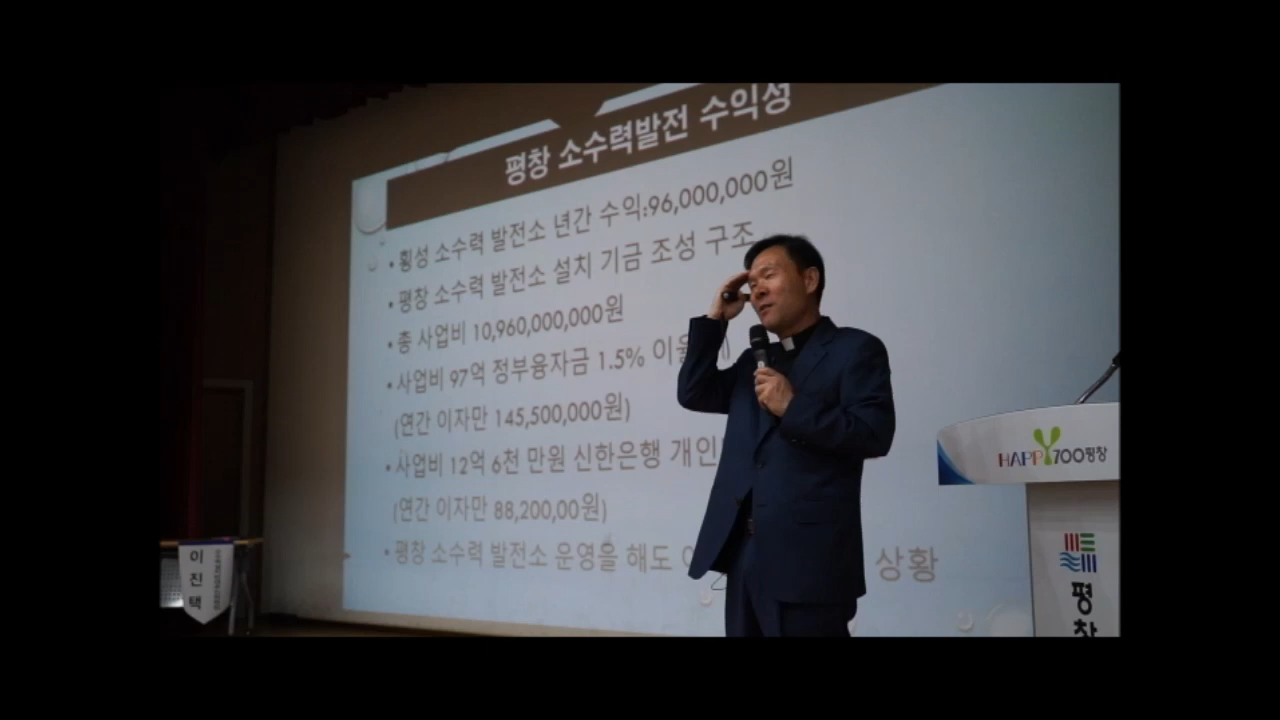 평창 소수력발전 수익성
• 횡성 소수력 발전소 년간 수익:96,000,000원
• 평창 소수력 발전소 설치 기금 조성 구조
• 총 사업비 10,960,000,000원
• 사업비 97억 정부융자금 1.5% 이율
(연간 이자만 145,500,000원)
• 사업비 12억 6천 만원 신한은행 개인
(연간 이자만 88,200,00원)
• 평창 소수력 발전소 운영을 해도 상황
HAPPY700평창
평창
이진택